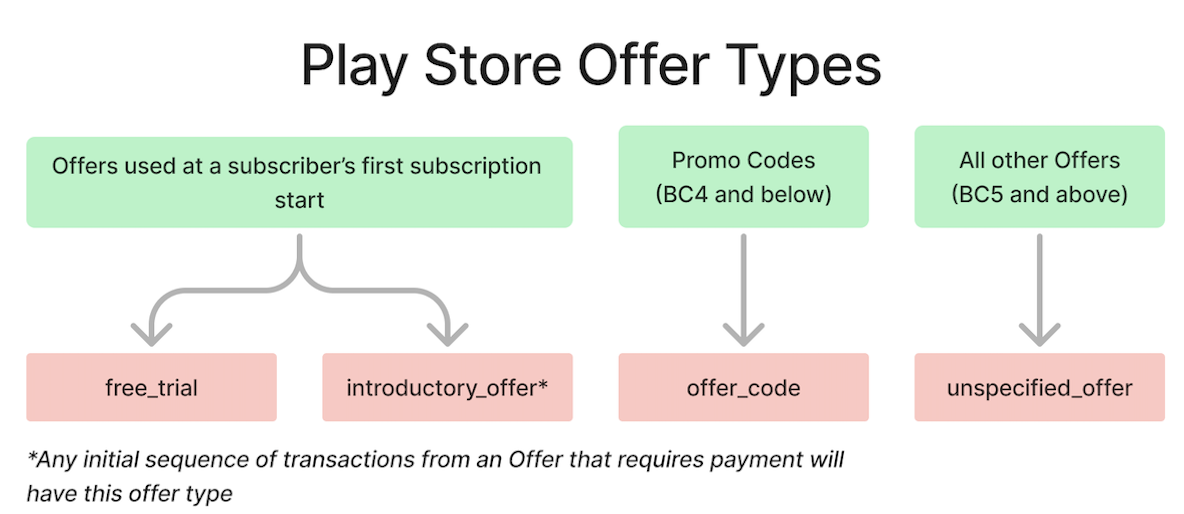 Play Store Offer Types
Offers used at a subscriber’s first subscription
start
Promo Codes
(BC4 and below)
All other Offers
(BC5 and above)
free_trial
introductory_offer*
offer_code
unspecified_offer
*Any initial sequence of transactions from an Offer that requires payment will
have this offer type